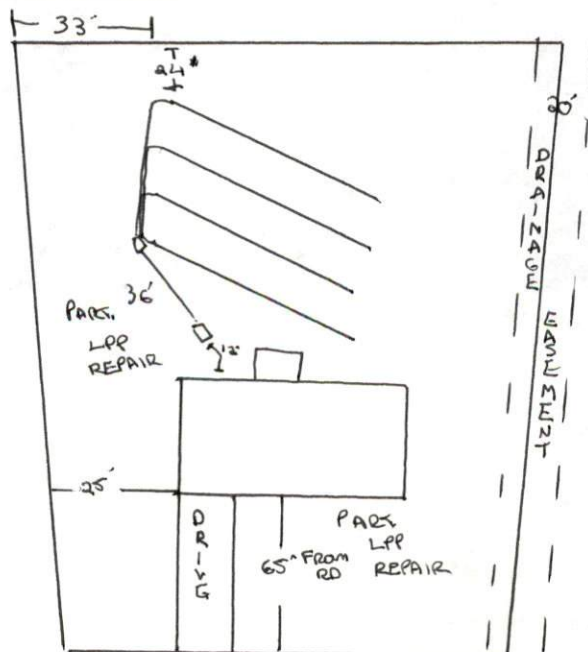 33'
24"
20'
DRAINAGE
EASEMENT
36'
PART.
LPP
REPAIR
12'
25'
DRIVE
65" FROM
RD
PART.
LPP
REPAIR